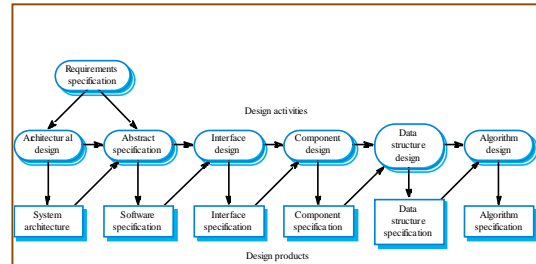 Requirements
specification
Design activities
Architectural
design
Abstract
specification
Interface
design
Component
design
Data
structure
design
Algorithm
design
System
architecture
Software
specification
Interface
specification
Component
specification
Data
structure
specification
Algorithm
specification
Design products